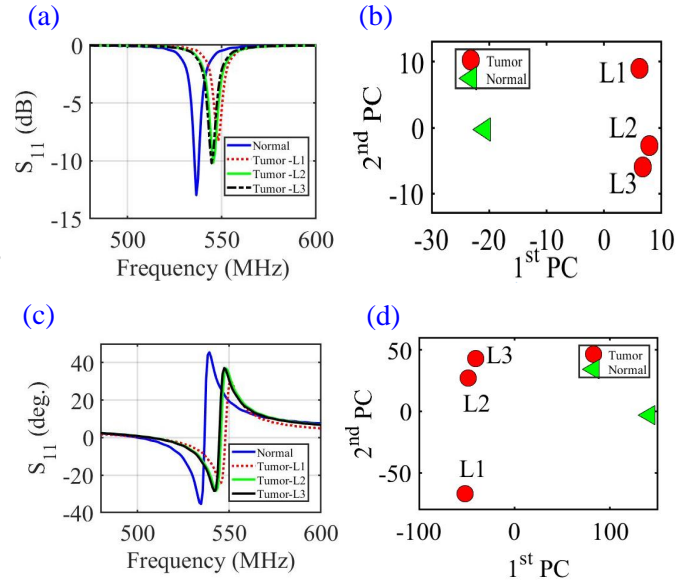 (a)
S11 (dB)
0
-5
-10
-15
500
550
600
Frequency (MHz)
Normal
Tumor -L1
Tumor -L2
Tumor -L3
(b)
2nd PC
10
0
-10
-30
-20
-10
0
10
1st PC
Tumor
Normal
L1
L2
L3
(c)
S11 (deg.)
40
20
0
-20
-40
500
550
600
Frequency (MHz)
Normal
Tumor-L1
Tumor-L2
Tumor-L3
(d)
2nd PC
50
0
-50
-100
0
100
1st PC
Tumor
Normal
L3
L2
L1